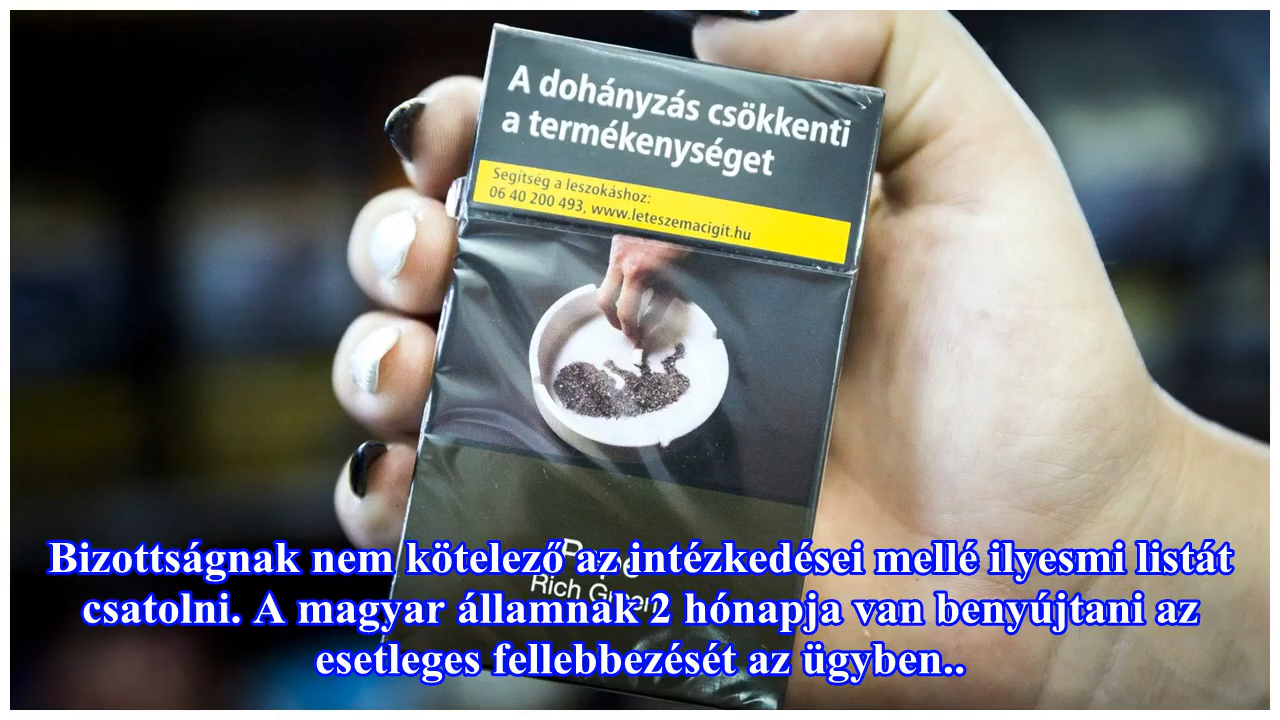 A dohányzás csökkenti
a termékenységet
Segítség a leszokáshoz:
06 40 200 493, www.leteszemacigit.hu
Rich Green
Bizottságnak nem kötelező az intézkedései mellé ilyesmi listát
csatolni. A magyar államnak 2 hónapja van benyújtani az
esetleges fellebbezését az ügyben..